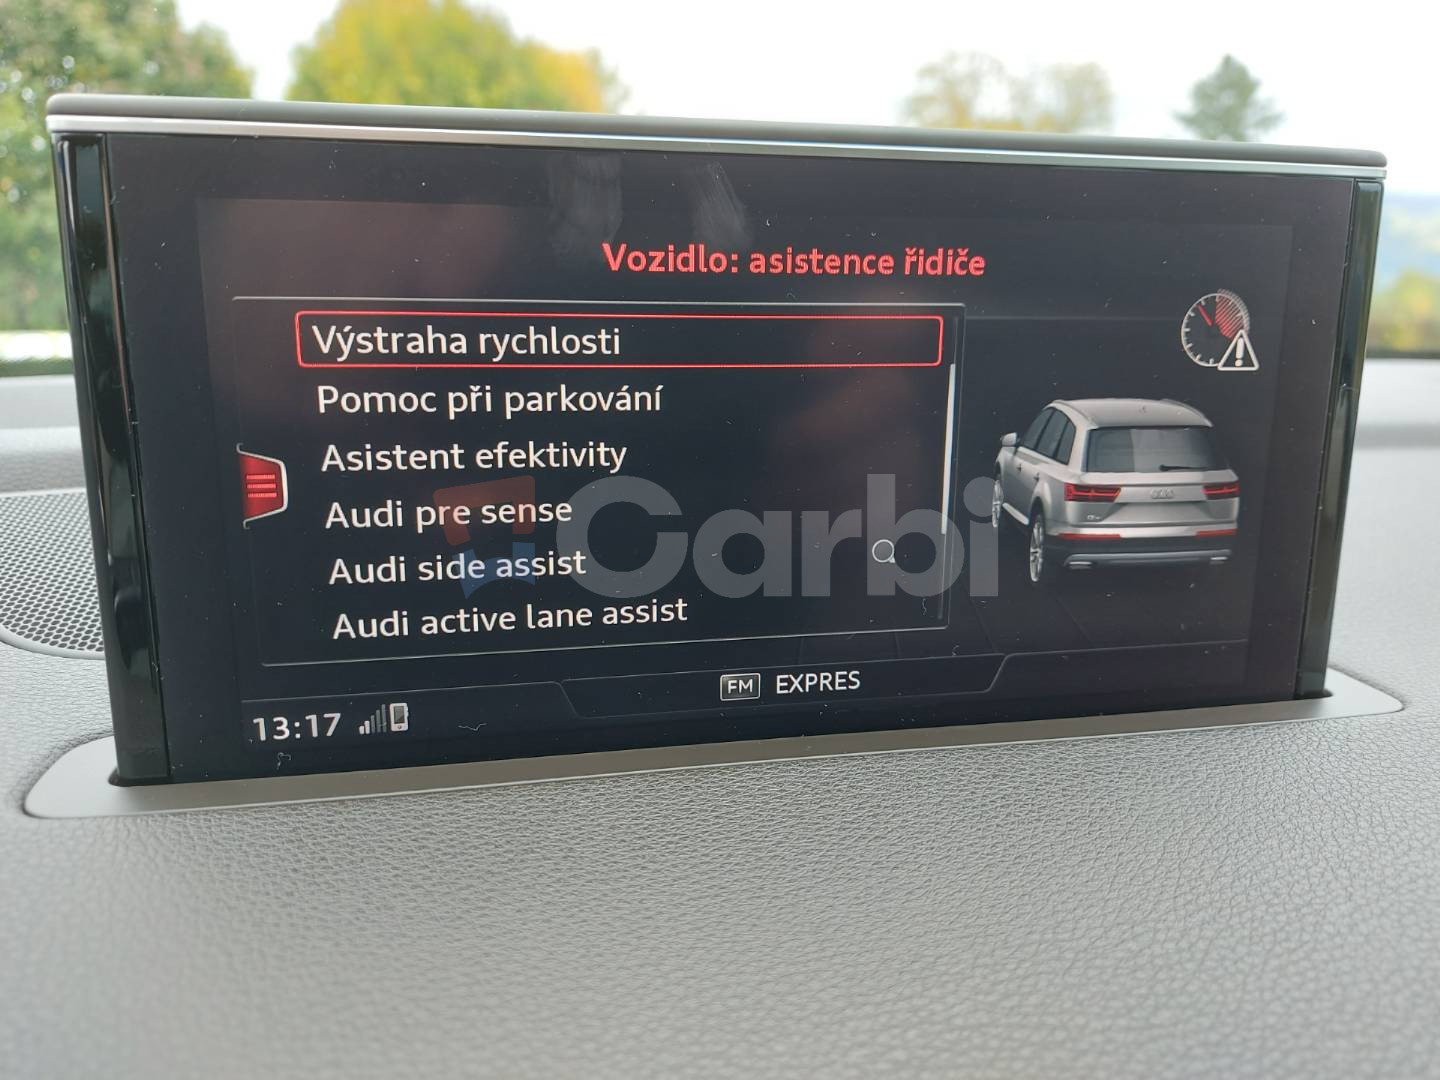 Vozidlo: asistence řidiče
Výstraha rychlosti
Pomoc při parkování
Asistent efektivity
Audi pre sense
Audi side assist
Audi active lane assist
Carbi
FM EXPRES
13:17